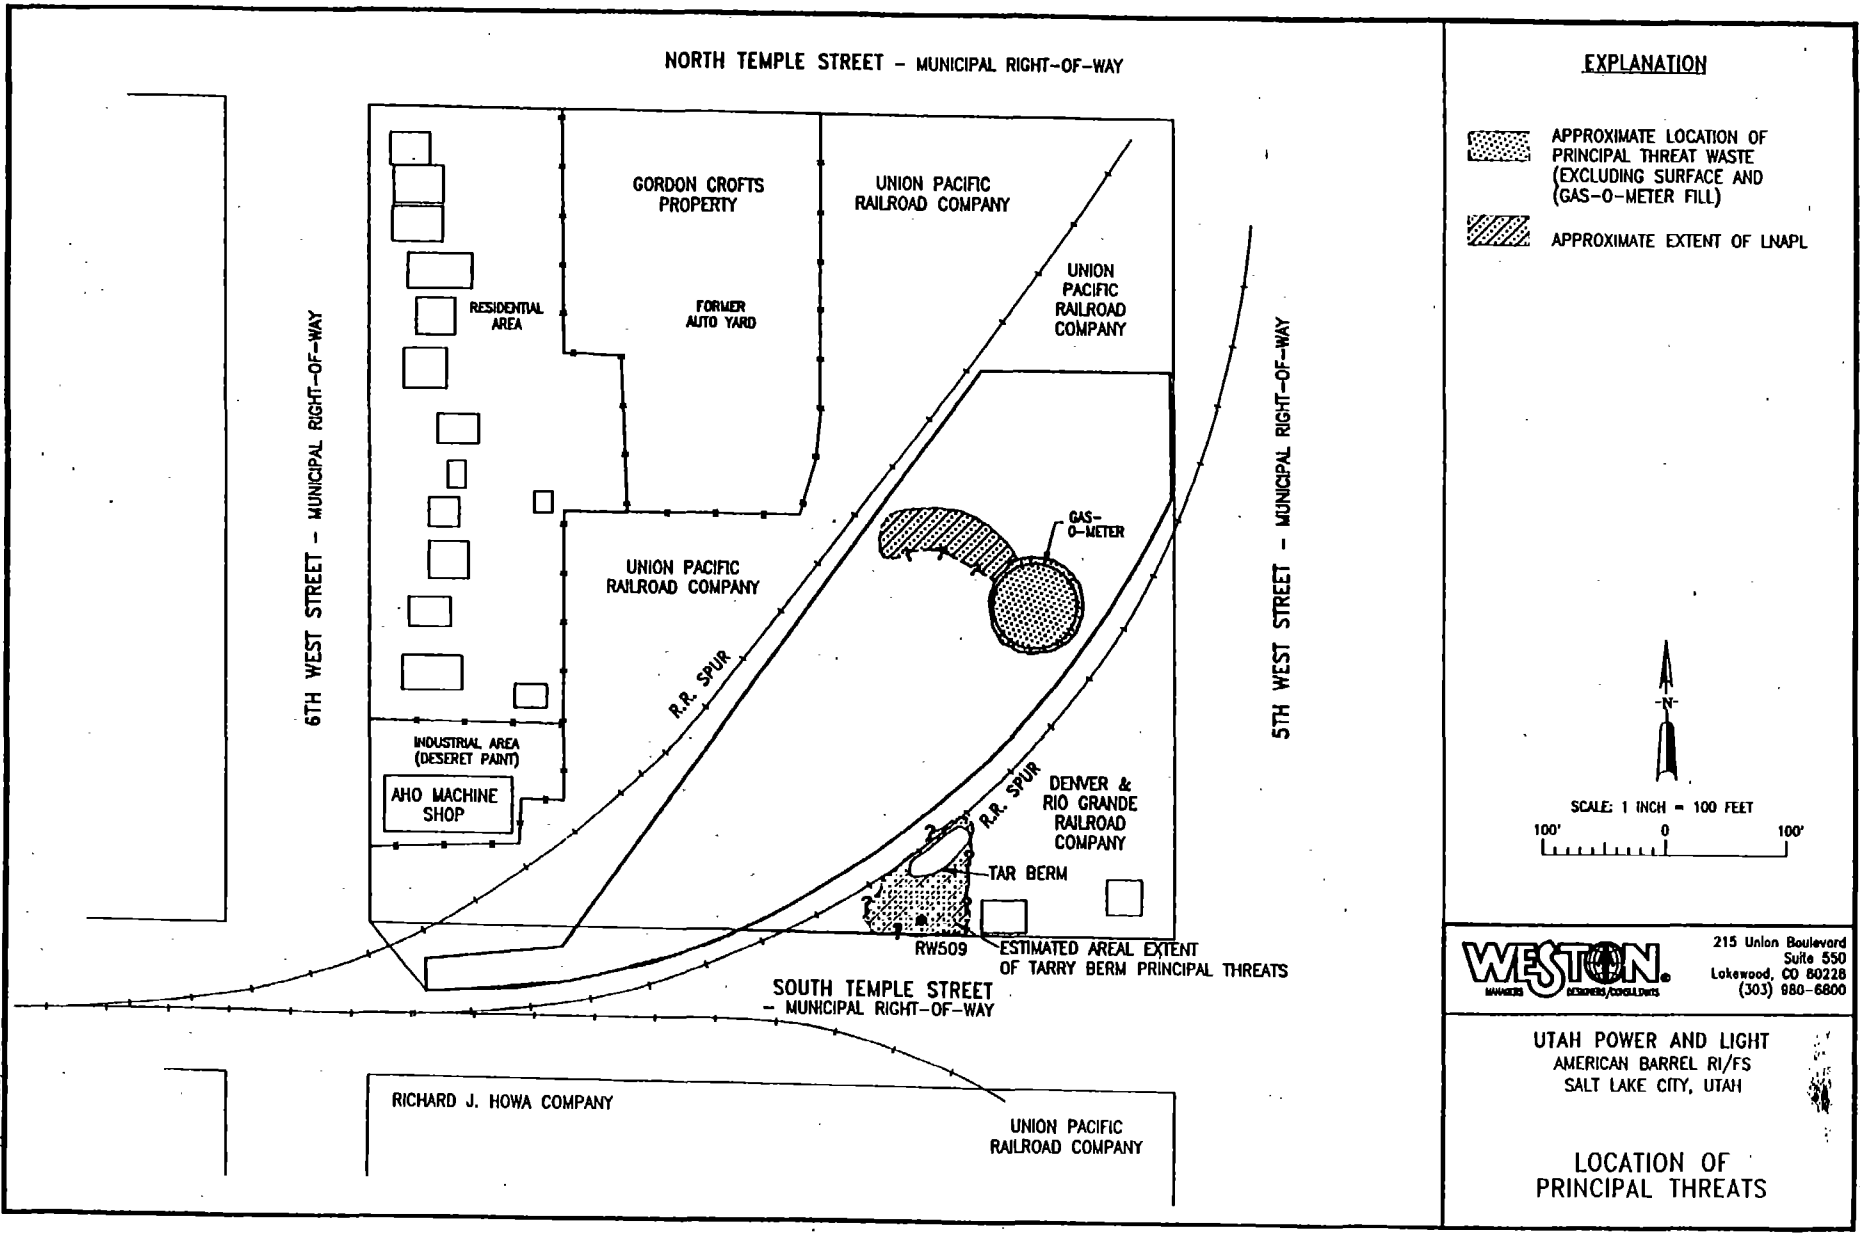 NORTH TEMPLE STREET - MUNICIPAL RIGHT-OF-WAY
GORDON CROFTS
PROPERTY
UNION PACIFIC
RAILROAD COMPANY
UNION
PACIFIC
RAILROAD
COMPANY
RESIDENTIAL
AREA
FORMER
AUTO YARD
6TH WEST STREET - MUNICIPAL RIGHT-OF-WAY
5TH WEST STREET - MUNICIPAL RIGHT-OF-WAY
GAS-
O-METER
UNION PACIFIC
RAILROAD COMPANY
R.R. SPUR
INDUSTRIAL AREA
(DESERET PAINT)
AHO MACHINE
SHOP
R.R. SPUR
DENVER &
RIO GRANDE
RAILROAD
COMPANY
TAR BERM
RW509
ESTIMATED AREAL EXTENT
OF TARRY BERM PRINCIPAL THREATS
SOUTH TEMPLE STREET
- MUNICIPAL RIGHT-OF-WAY
RICHARD J. HOWA COMPANY
UNION PACIFIC
RAILROAD COMPANY
EXPLANATION
APPROXIMATE LOCATION OF
PRINCIPAL THREAT WASTE
(EXCLUDING SURFACE AND
(GAS-O-METER FILL)
APPROXIMATE EXTENT OF LNAPL
-N-
SCALE: 1 INCH = 100 FEET
100' 0 100'
WESTON
MANAGERS DESIGNERS/CONSULTANTS
215 Union Boulevard
Suite 550
Lakewood, CO 80228
(303) 980-6800
UTAH POWER AND LIGHT
AMERICAN BARREL RI/FS
SALT LAKE CITY, UTAH
LOCATION OF
PRINCIPAL THREATS